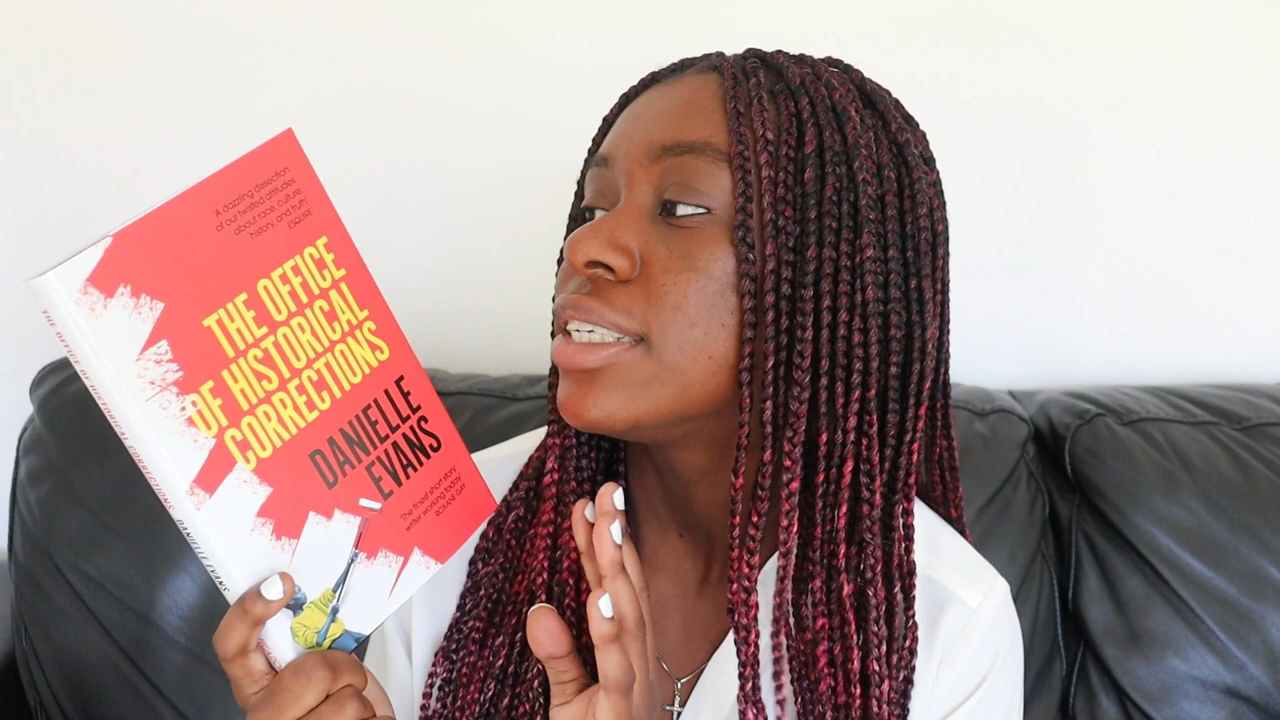 'A dazzling dissection
of our twisted attitudes
about race, culture,
history, and truth'
ESQUIRE
THE OFFICE
OF HISTORICAL
CORRECTIONS
DANIELLE
EVANS
'The finest short story
writer working today'
ROXANE GAY
THE OFFICE OF HISTORICAL CORRECTIONS DANIELLE EVANS